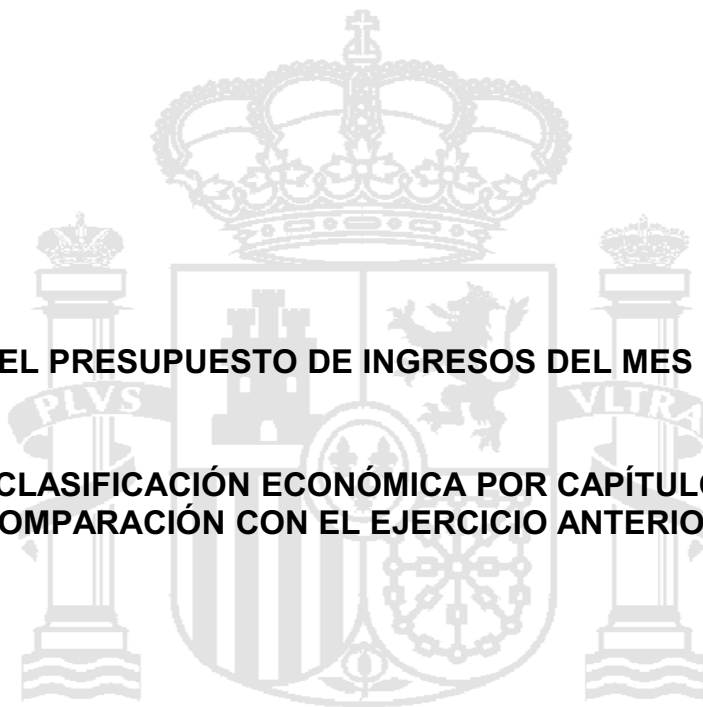 EL PRESUPUESTO DE INGRESOS DEL MES
PLVS VLTRA
CLASIFICACIÓN ECONÓMICA POR CAPÍTUL
OMPARACIÓN CON EL EJERCICIO ANTERIO